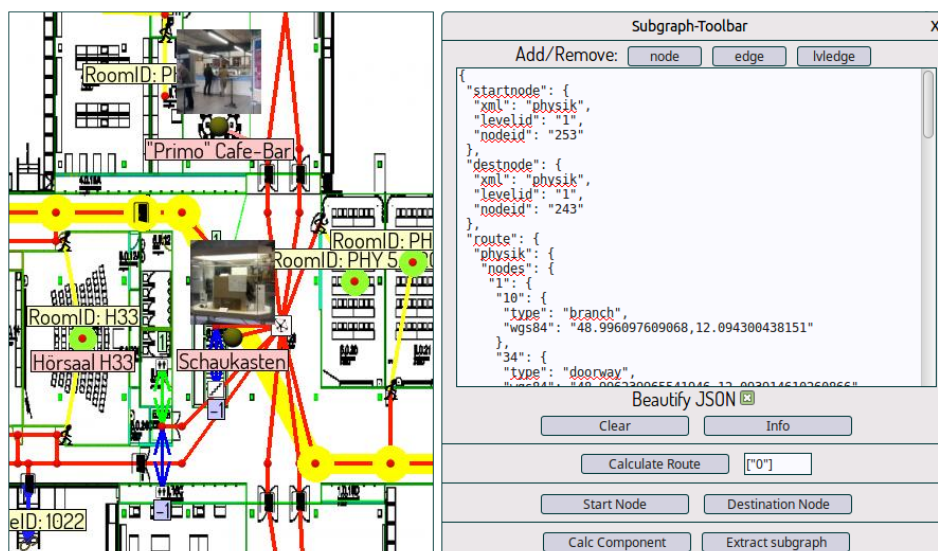 RoomID: PH
"Primo" Cafe-Bar
RoomID: PH
RoomID: PHY 5
RoomID: H33
Hörsaal H33
Schaukasten
1
-1
-1
eID: 1022
Subgraph-Toolbar
X
Add/Remove:
node
edge
lvledge
{
"startnode": {
"xml": "physik",
"levelid": "1",
"nodeid": "253"
},
"destnode": {
"xml": "physik",
"levelid": "1",
"nodeid": "243"
},
"route": {
"physik": {
"nodes": {
"1": {
"10": {
"type": "branch",
"wgs84": "48.996097609068,12.094300438151"
},
"34": {
"type": "doorway",
Beautify JSON
Clear
Info
Calculate Route
["0"]
Start Node
Destination Node
Calc Component
Extract subgraph